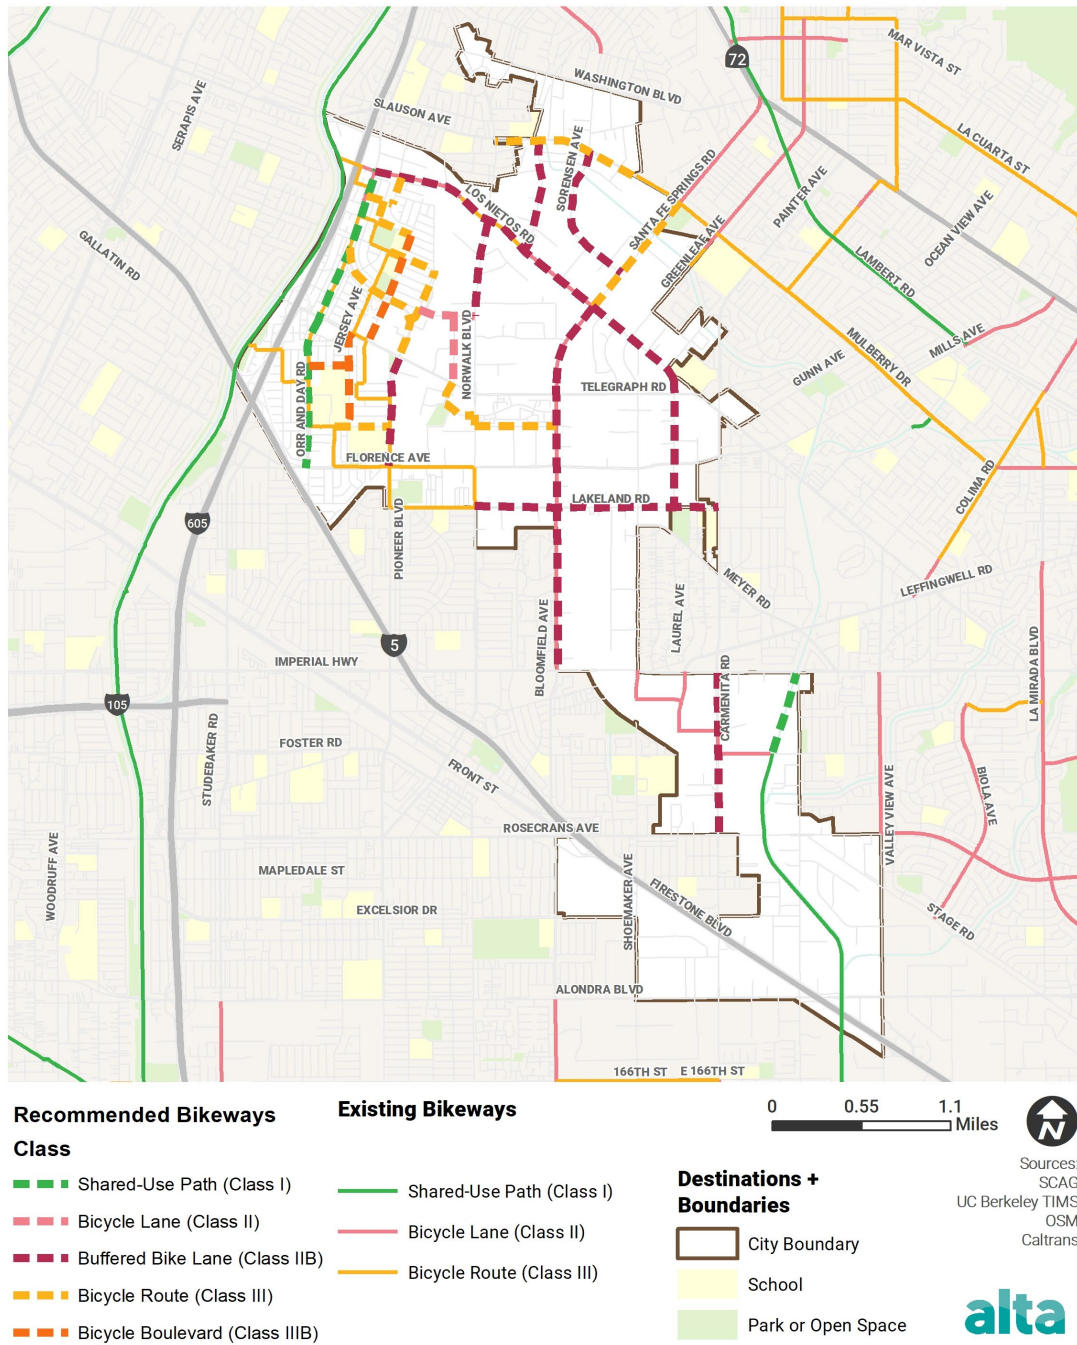 72
MAR VISTA ST
WASHINGTON BLVD
SERAPIS AVE
SLAUSON AVE
LA CUARTA ST
SORENSEN AVE
SANTA FE SPRINGS RD
PAINTER AVE
LOS NIETOS RD
OCEAN VIEW AVE
GREENLEAF AVE
GALLATIN RD
LAMBERT RD
JERSEY AVE
NORWALK BLVD
MILLS AVE
GUNN AVE
MULBERRY DR
TELEGRAPH RD
ORR AND DAY RD
FLORENCE AVE
COLIMA RD
LAKELAND RD
605
PIONEER BLVD
MEYER RD
LEFFINGWELL RD
LAUREL AVE
BLOOMFIELD AVE
5
IMPERIAL HWY
CARMENITA RD
LA MIRADA BLVD
105
STUDEBAKER RD
FOSTER RD
FRONT ST
VALLEY VIEW AVE
BIOLA AVE
ROSECRANS AVE
WOODRUFF AVE
MAPLEDALE ST
SHOEMAKER AVE
FIRESTONE BLVD
EXCELSIOR DR
STAGE RD
ALONDRA BLVD
166TH ST
E 166TH ST
Recommended Bikeways
Class
Shared-Use Path (Class I)
Bicycle Lane (Class II)
Buffered Bike Lane (Class IIB)
Bicycle Route (Class III)
Bicycle Boulevard (Class IIIB)
Existing Bikeways
Shared-Use Path (Class I)
Bicycle Lane (Class II)
Bicycle Route (Class III)
0 0.55 1.1
Miles
Destinations +
Boundaries
City Boundary
School
Park or Open Space
N
Sources:
SCAG
UC Berkeley TIMS
OSM
Caltrans
alta